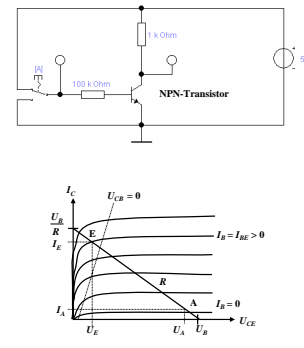 1 k Ohm
[A]
100 k Ohm
NPN-Transistor
5
I_C
U_CB = 0
U_B
R
E
I_B = I_BE > 0
I_E
R
A
I_B = 0
I_A
U_E
U_A
U_B
U_CE